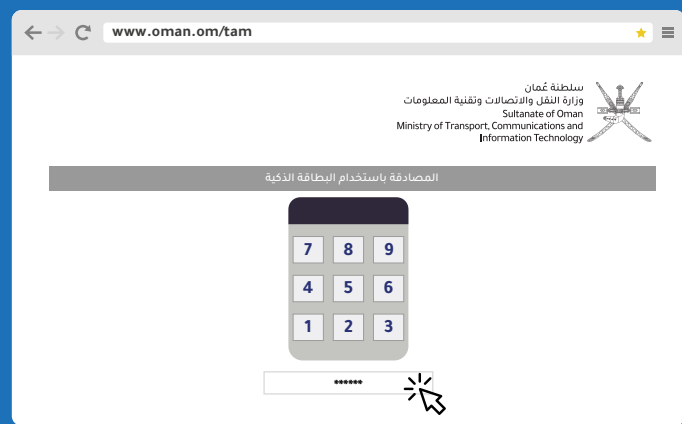 www.oman.om/tam
سلطنة عُمان
وزارة النقل والاتصالات وتقنية المعلومات
Sultanate of Oman
Ministry of Transport, Communications and
Information Technology
المصادقة باستخدام البطاقة الذكية
7 8 9
4 5 6
1 2 3
******